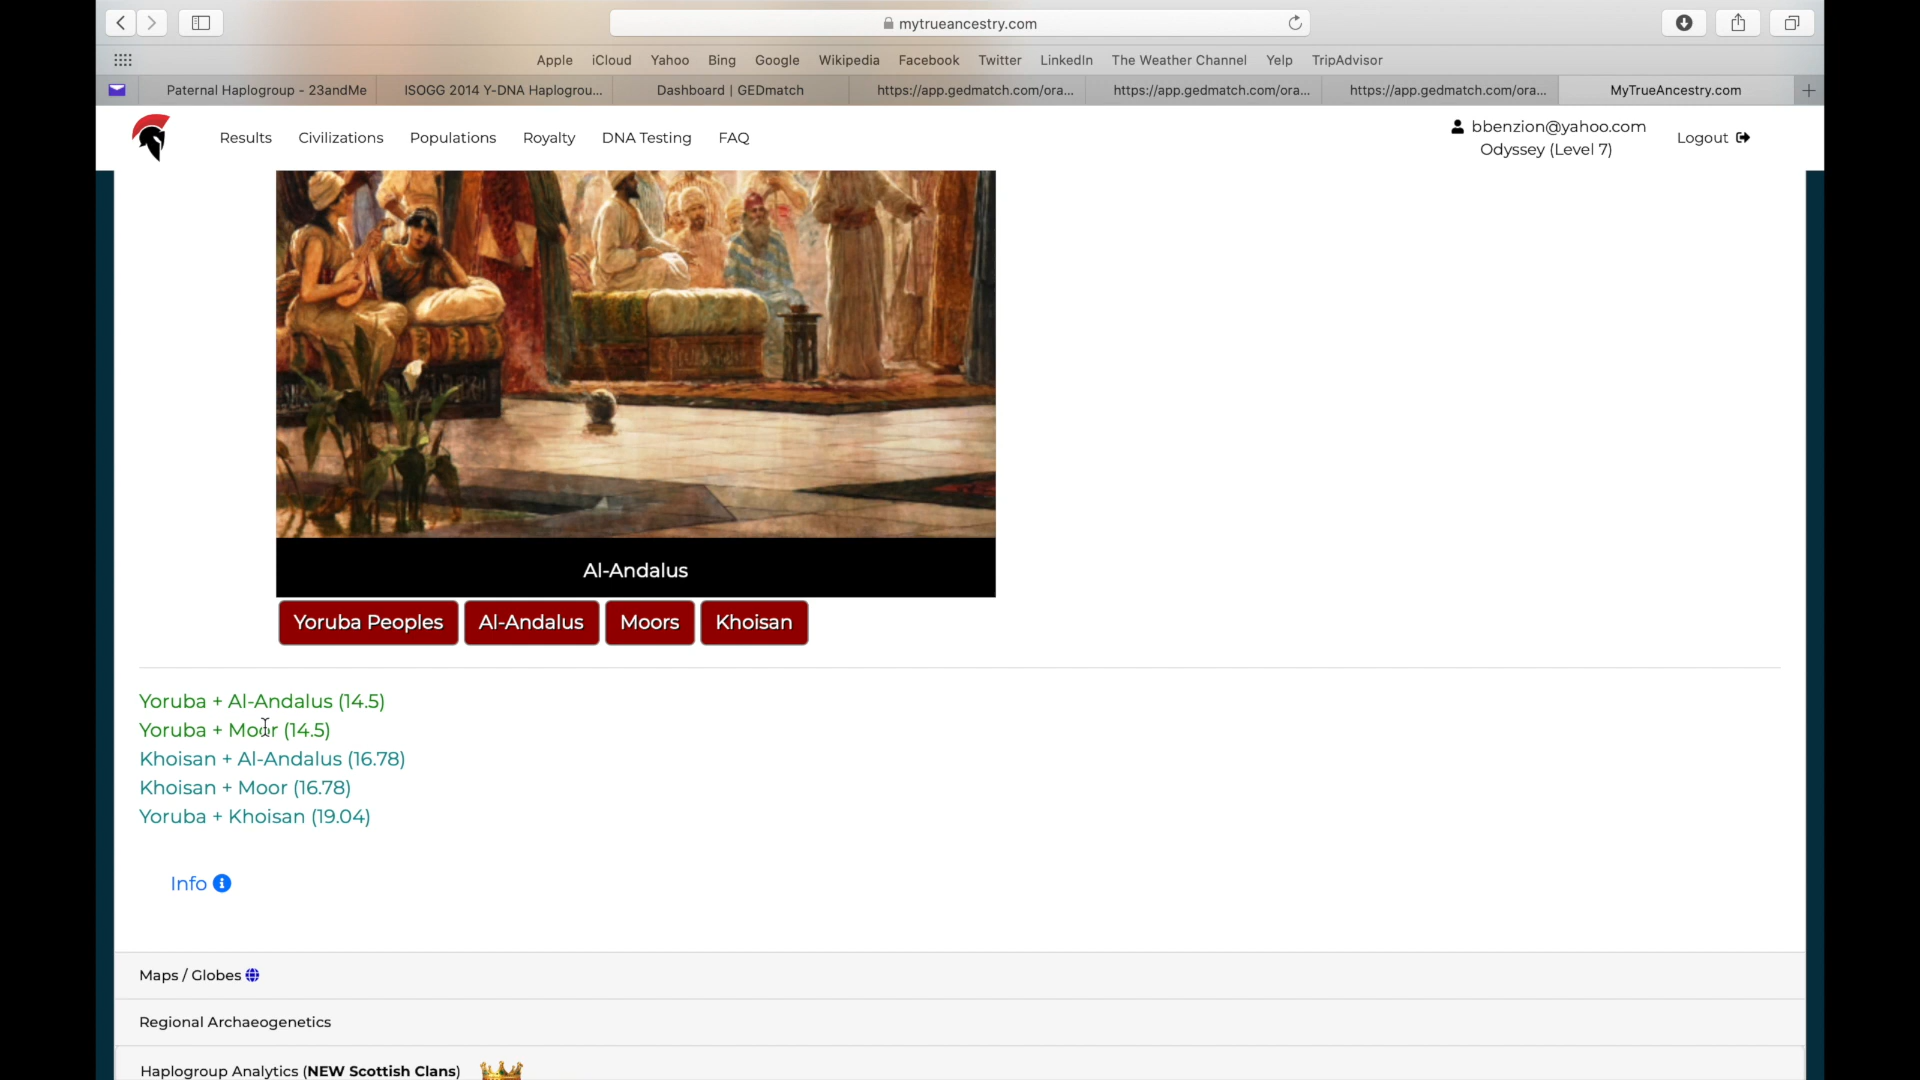 mytrueancestry.com
Apple iCloud Yahoo Bing Google Wikipedia Facebook Twitter LinkedIn The Weather Channel Yelp TripAdvisor
Paternal Haplogroup - 23andMe ISOGG 2014 Y-DNA Haplogrou... Dashboard | GEDmatch https://app.gedmatch.com/ora... https://app.gedmatch.com/ora... https://app.gedmatch.com/ora... MyTrueAncestry.com
Results Civilizations Populations Royalty DNA Testing FAQ
bbenzion@yahoo.com
Odyssey (Level 7)
Logout
Al-Andalus
Yoruba Peoples Al-Andalus Moors Khoisan
Yoruba + Al-Andalus (14.5)
Yoruba + Moor (14.5)
Khoisan + Al-Andalus (16.78)
Khoisan + Moor (16.78)
Yoruba + Khoisan (19.04)
Info
Maps / Globes
Regional Archaeogenetics
Haplogroup Analytics (NEW Scottish Clans)